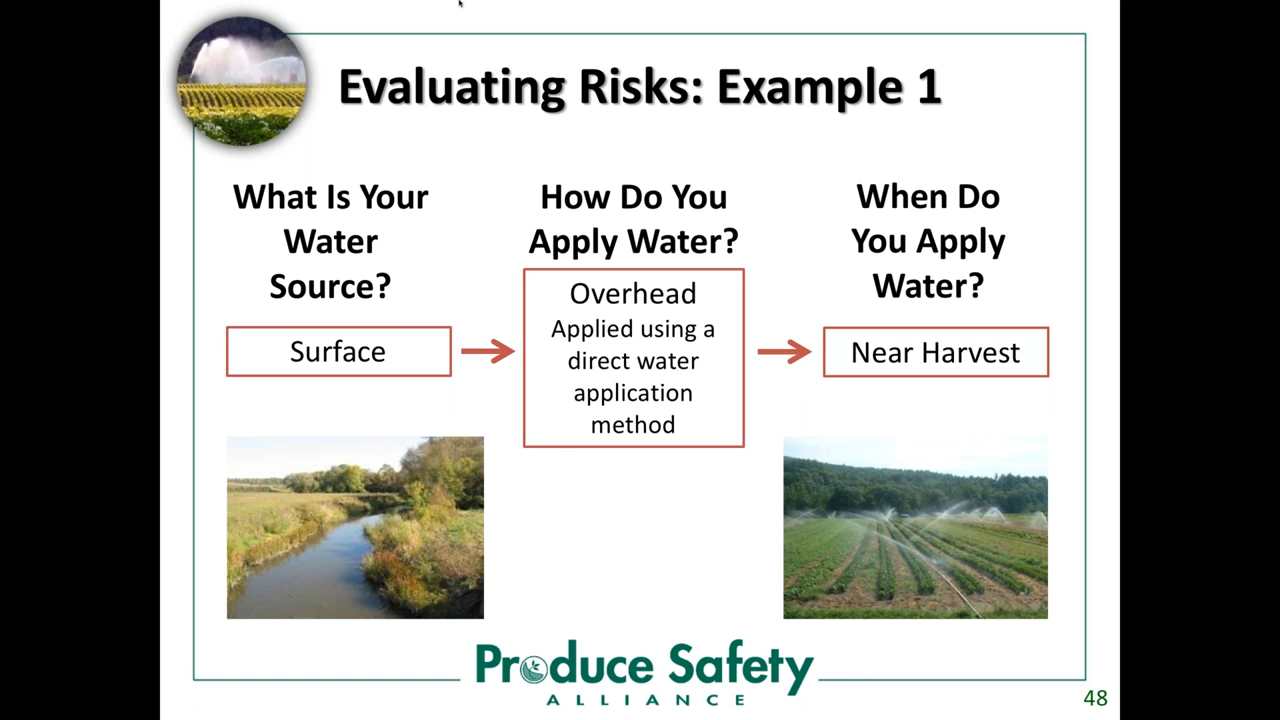 Evaluating Risks: Example 1
What Is Your
Water
Source?
Surface
How Do You
Apply Water?
Overhead
Applied using a
direct water
application
method
When Do
You Apply
Water?
Near Harvest
Produce Safety
ALLIANCE
48